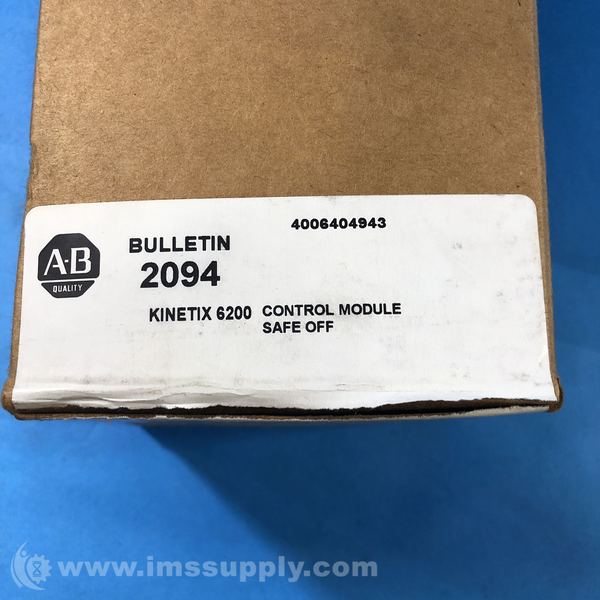 4006404943
A-B
QUALITY
BULLETIN
2094
KINETIX 6200 CONTROL MODULE
SAFE OFF
www.imssupply.com